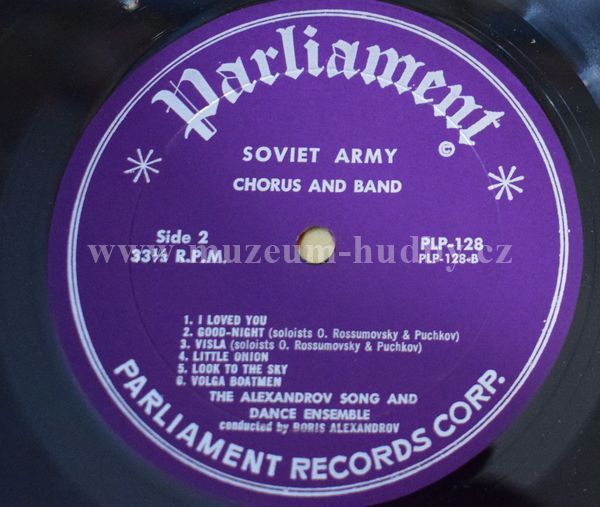 Parliament
SOVIET ARMY
CHORUS AND BAND
Side 2
33⅓ R.P.M.
PLP-128
PLP-128-B
www.muzeum-hudby.cz
1. I LOVED YOU
2. GOOD-NIGHT (soloists O. Rossumovsky & Puchkov)
3. VISLA (soloists O. Rossumovsky & Puchkov)
4. LITTLE ONION
5. LOOK TO THE SKY
6. VOLGA BOATMEN
THE ALEXANDROV SONG AND
DANCE ENSEMBLE
conducted by BORIS ALEXANDROV
PARLIAMENT RECORDS CORP.